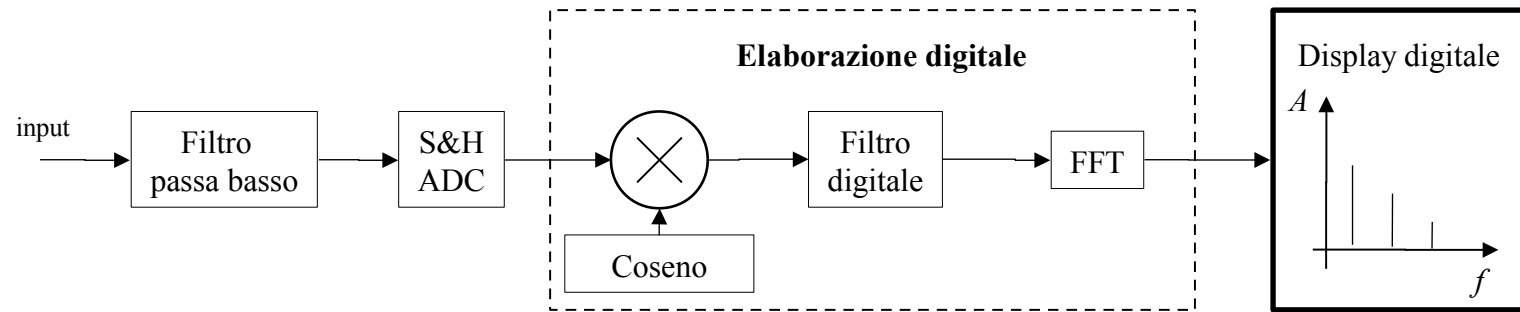 input
Filtro
passa basso
S&H
ADC
Elaborazione digitale
Coseno
Filtro
digitale
FFT
Display digitale
A
f